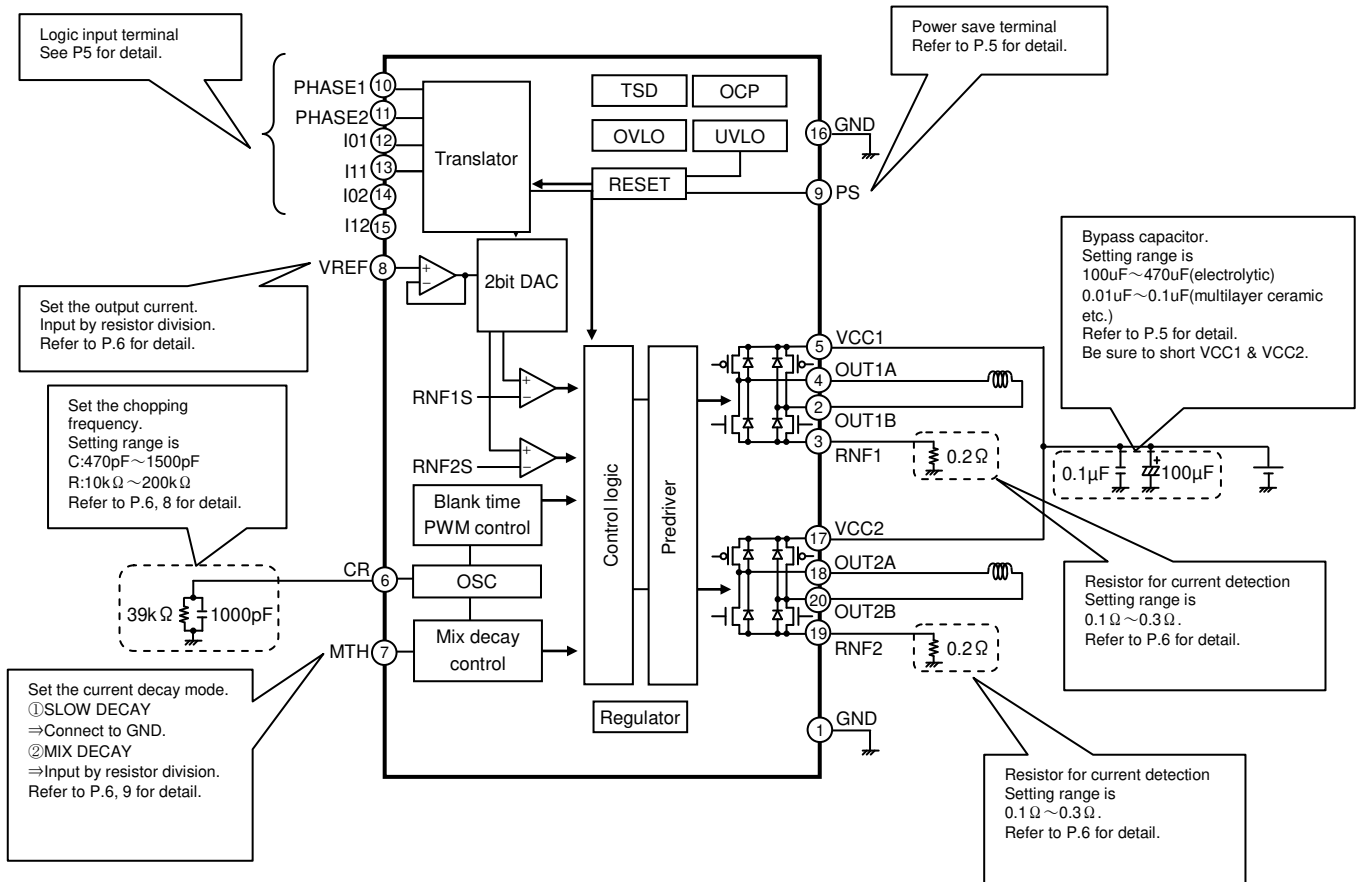 Logic input terminal
See P5 for detail.
Power save terminal
Refer to P.5 for detail.
PHASE1 10
PHASE2 11
I01 12
I11 13
I02 14
I12 15
VREF 8
Translator
TSD
OCP
OVLO
UVLO
RESET
16 GND
9 PS
+
−
2bit DAC
Set the output current.
Input by resistor division.
Refer to P.6 for detail.
Bypass capacitor.
Setting range is
100uF～470uF(electrolytic)
0.01uF～0.1uF(multilayer ceramic
etc.)
Refer to P.5 for detail.
Be sure to short VCC1 & VCC2.
Set the chopping
frequency.
Setting range is
C:470pF～1500pF
R:10kΩ～200kΩ
Refer to P.6, 8 for detail.
RNF1S
+
−
RNF2S
+
−
Blank time
PWM control
OSC
Mix decay
control
Control logic
Predriver
Regulator
5 VCC1
4 OUT1A
2 OUT1B
3 RNF1
0.2Ω
0.1µF
+
100µF
17 VCC2
18 OUT2A
20 OUT2B
19 RNF2
0.2Ω
1 GND
CR 6
39kΩ
1000pF
MTH 7
Set the current decay mode.
①SLOW DECAY
⇒Connect to GND.
②MIX DECAY
⇒Input by resistor division.
Refer to P.6, 9 for detail.
Resistor for current detection
Setting range is
0.1Ω～0.3Ω.
Refer to P.6 for detail.
Resistor for current detection
Setting range is
0.1Ω～0.3Ω.
Refer to P.6 for detail.